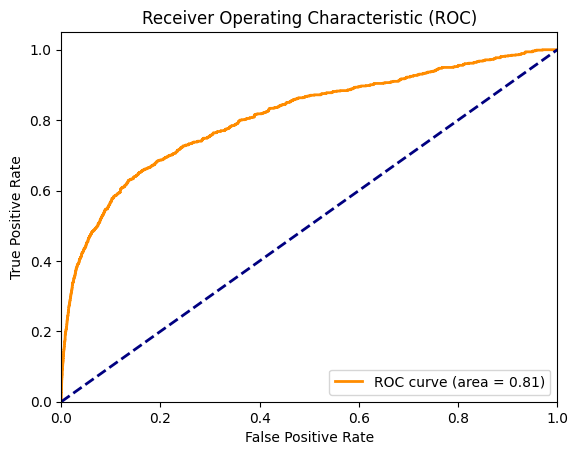 Receiver Operating Characteristic (ROC)
1.0
0.8
0.6
0.4
0.2
0.0
True Positive Rate
ROC curve (area = 0.81)
0.0 0.2 0.4 0.6 0.8 1.0
False Positive Rate